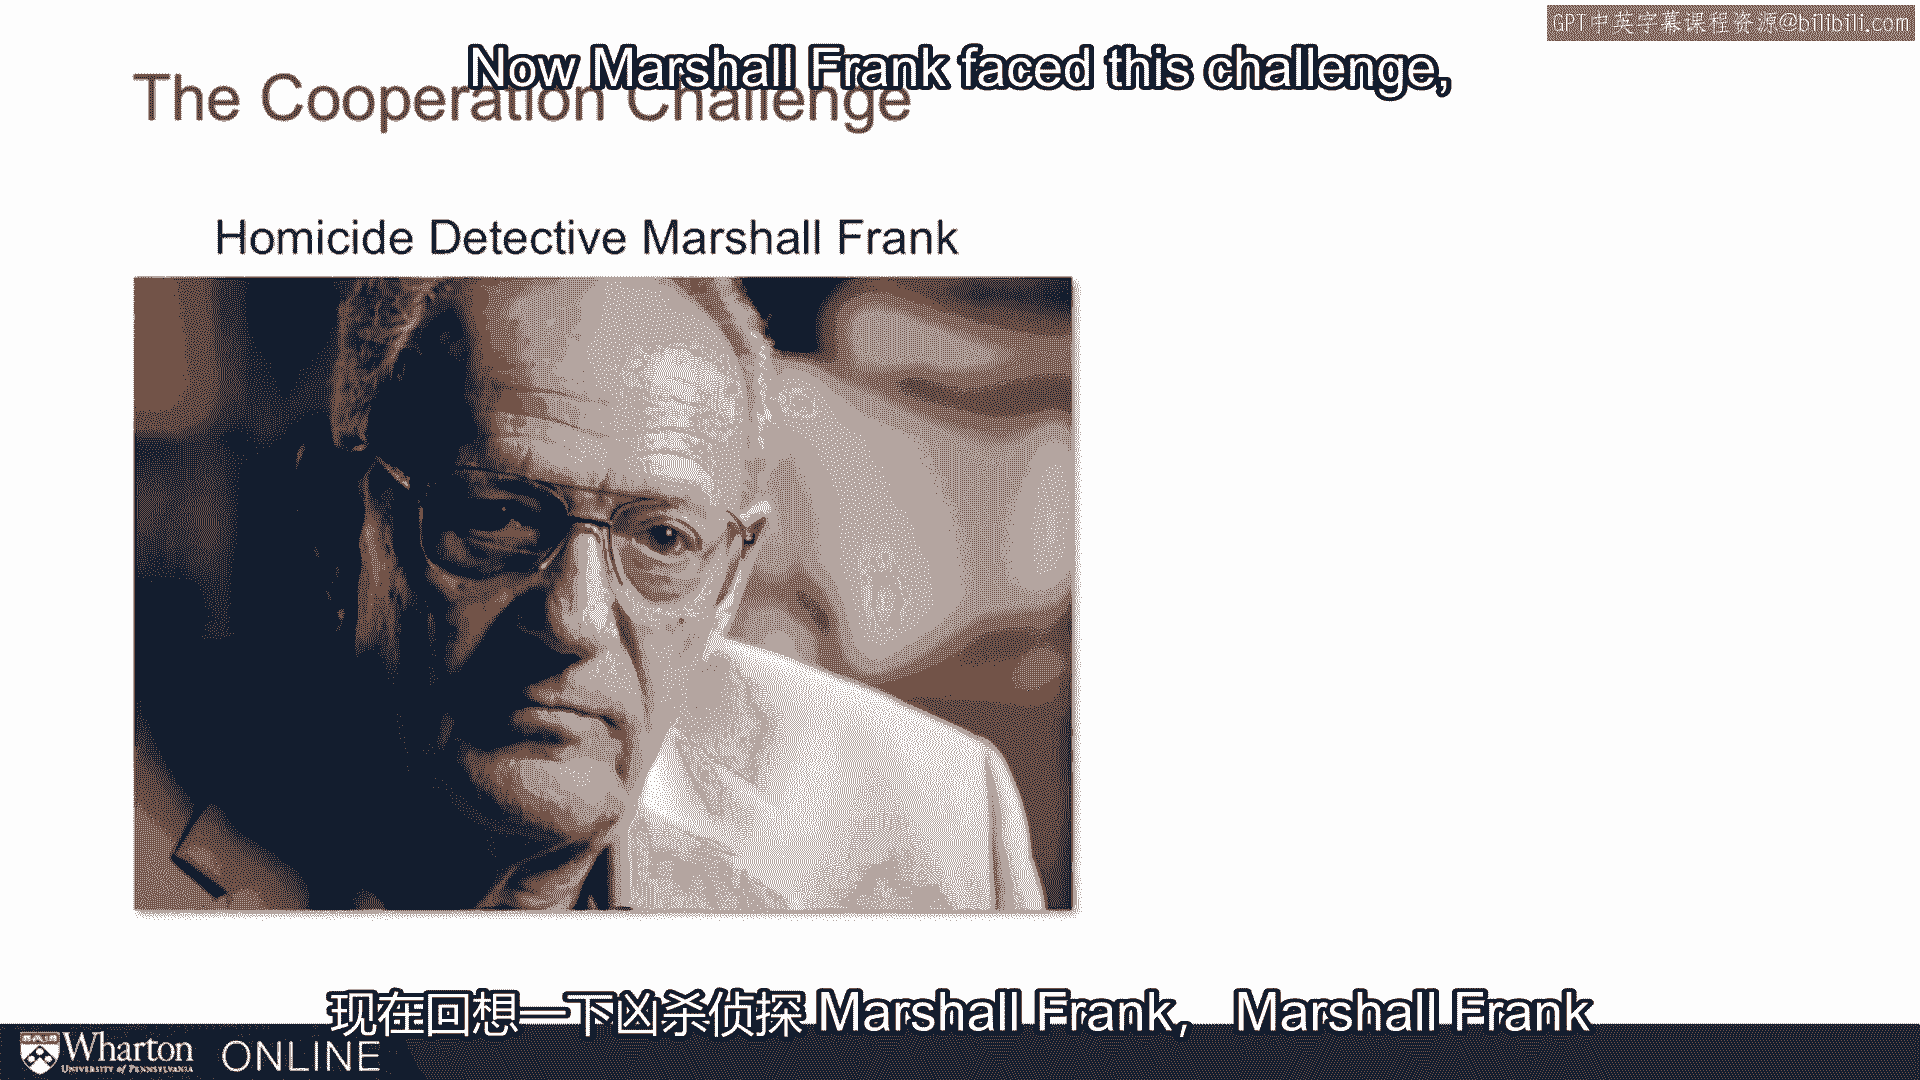 GPT中英字幕课程资源@bilibili.com
Now Marshall Frank faced this challenge,
The Cooperation Challenge
Homicide Detective Marshall Frank
现在回想一下凶杀侦探 Marshall Frank， Marshall Frank
Wharton ONLINE
UNIVERSITY of PENNSYLVANIA